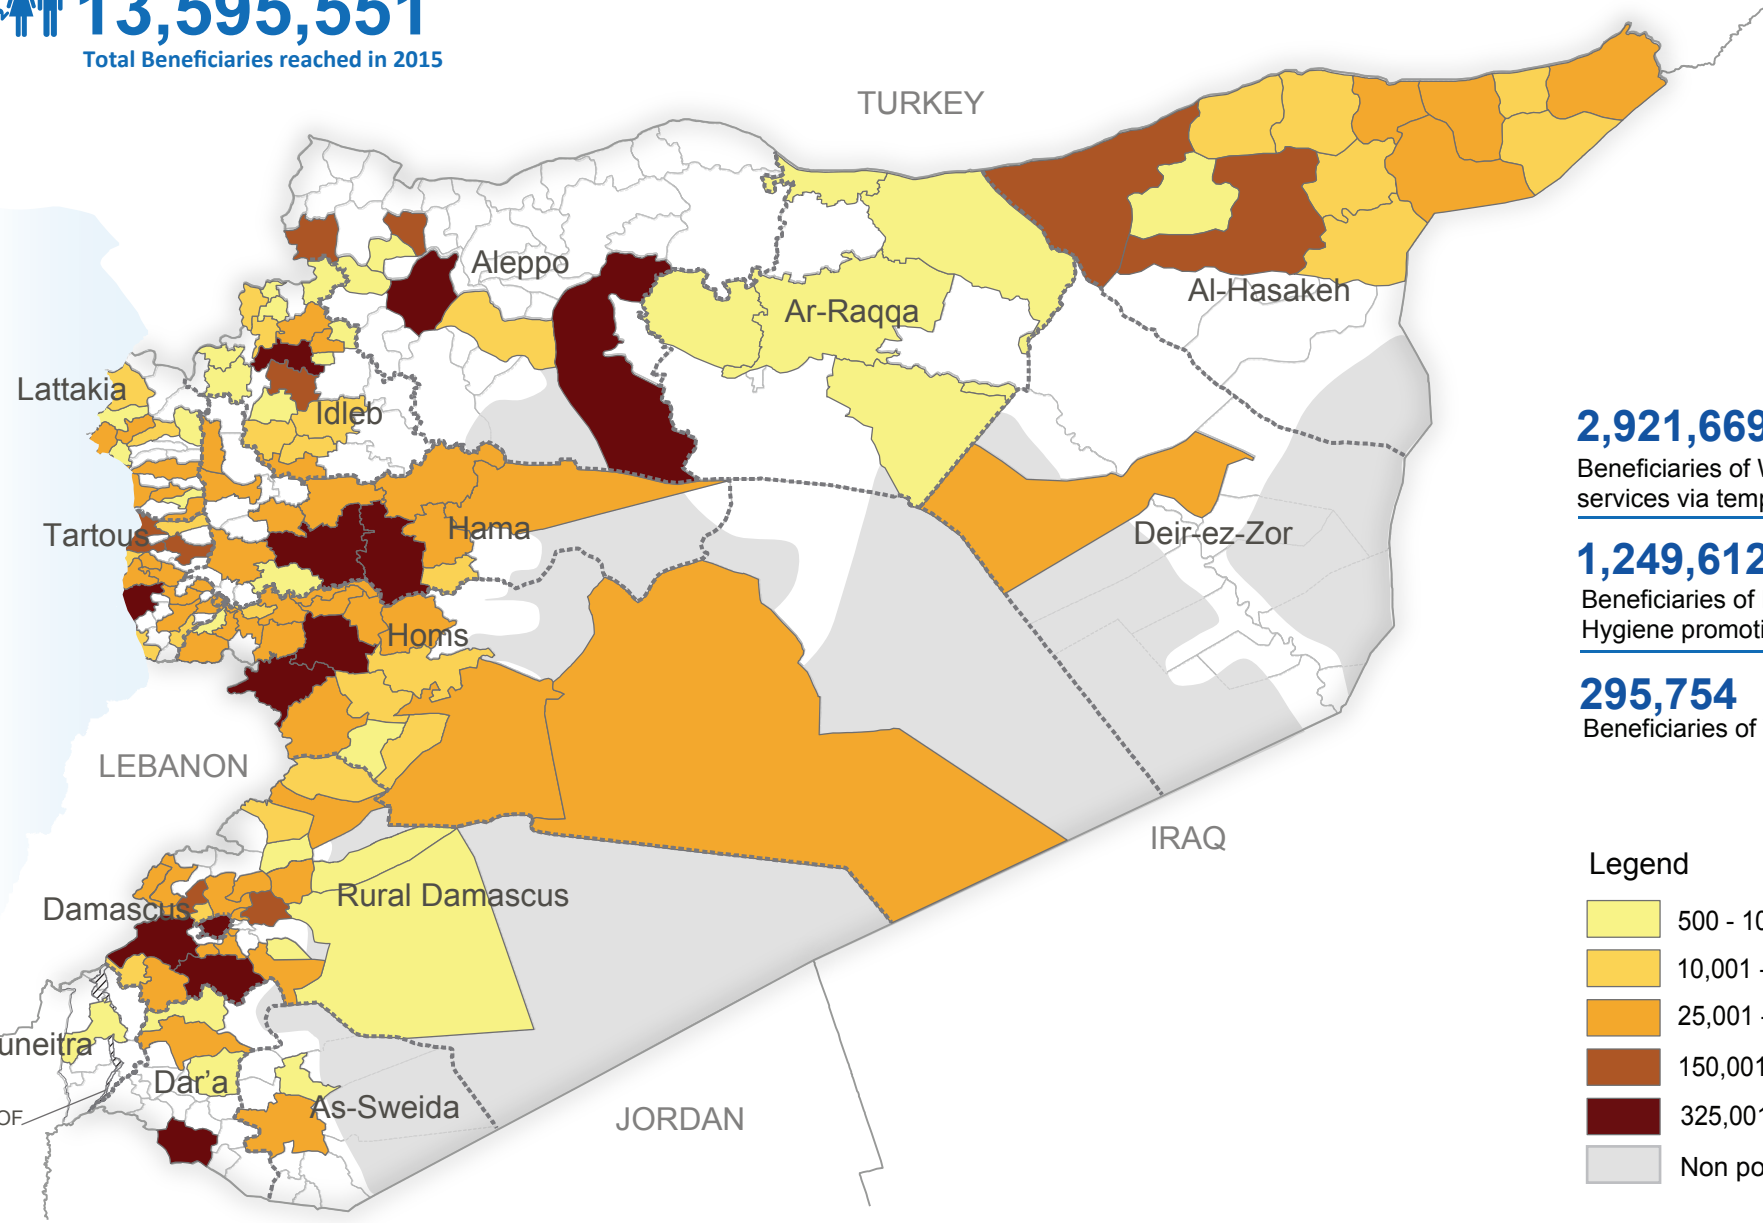 13,595,551
Total Beneficiaries reached in 2015
TURKEY
Aleppo
Ar-Raqqa
Al-Hasakeh
Lattakia
Idleb
Tartous
Hama
Deir-ez-Zor
Homs
LEBANON
IRAQ
Rural Damascus
Damascus
uneitra
Dar'a
As-Sweida
OF
JORDAN
2,921,669
Beneficiaries of W
services via temp
1,249,612
Beneficiaries of
Hygiene promoti
295,754
Beneficiaries of
Legend
500 - 10
10,001 -
25,001 -
150,001
325,001
Non po